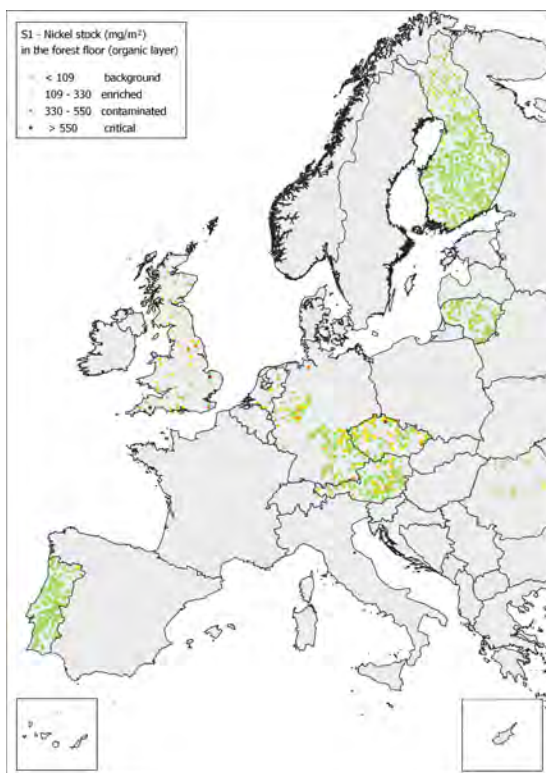 S1 - Nickel stock (mg/m²)
in the forest floor (organic layer)
< 109 background
109 - 330 enriched
330 - 550 contaminated
> 550 critical